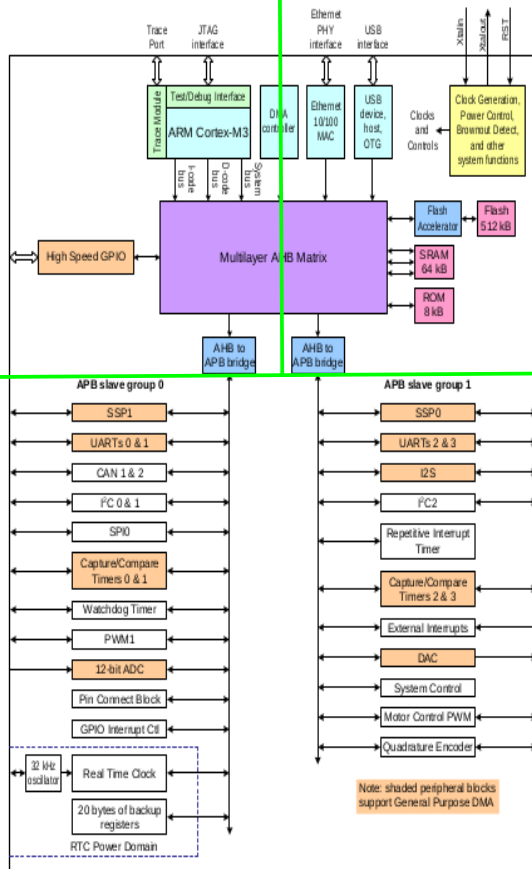 Trace
Port
JTAG
interface
Ethernet
PHY
interface
USB
interface
Xtalin
Xtalout
RST
Trace Module
Test/Debug Interface
ARM Cortex-M3
DMA
controller
Ethernet
10/100
MAC
USB
device,
host,
OTG
Clocks
and
Controls
Clock Generation,
Power Control,
Brownout Detect,
and other
system functions
I-code
bus
D-code
bus
System
bus
High Speed GPIO
Multilayer AHB Matrix
Flash
Accelerator
Flash
512 kB
SRAM
64 kB
ROM
8 kB
AHB to
APB bridge
AHB to
APB bridge
APB slave group 0
SSP1
UARTs 0 & 1
CAN 1 & 2
I²C 0 & 1
SPI0
Capture/Compare
Timers 0 & 1
Watchdog Timer
PWM1
12-bit ADC
Pin Connect Block
GPIO Interrupt Ctl
32 kHz
oscillator
Real Time Clock
20 bytes of backup
registers
RTC Power Domain
APB slave group 1
SSP0
UARTs 2 & 3
I2S
I²C2
Repetitive Interrupt
Timer
Capture/Compare
Timers 2 & 3
External Interrupts
DAC
System Control
Motor Control PWM
Quadrature Encoder
Note: shaded peripheral blocks
support General Purpose DMA